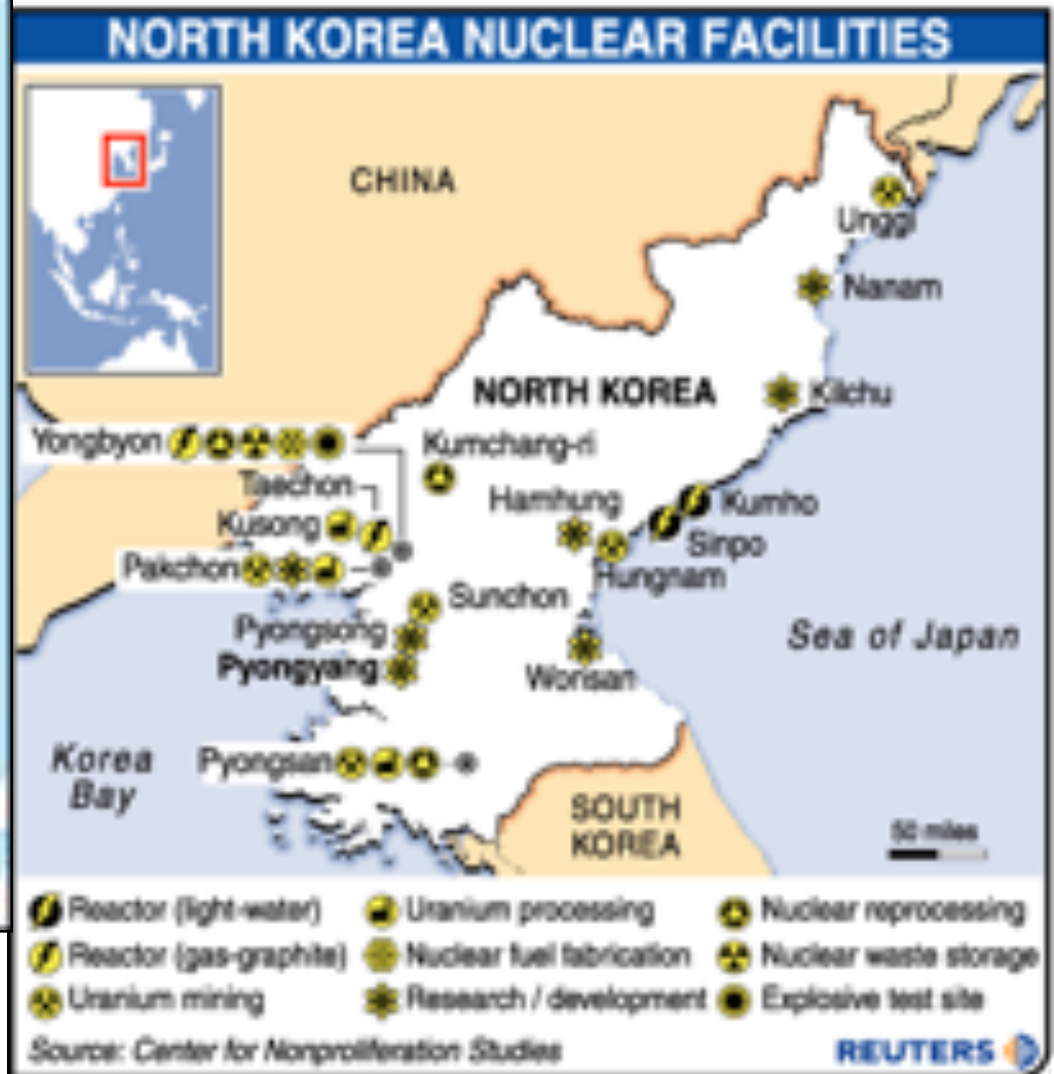 NORTH KOREA NUCLEAR FACILITIES
CHINA
Unggi
Nanam
NORTH KOREA
Kilchu
Yongbyon
Kumchang-ri
Taechon
Hamhung
Kumho
Kusong
Sinpo
Pakchon
Hungnam
Sunchon
Pyongsong
Sea of Japan
Pyongyang
Wonsan
Korea
Bay
Pyongsan
SOUTH
KOREA
50 miles
Reactor (light-water)
Uranium processing
Nuclear reprocessing
Reactor (gas-graphite)
Nuclear fuel fabrication
Nuclear waste storage
Uranium mining
Research / development
Explosive test site
Source: Center for Nonproliferation Studies
REUTERS